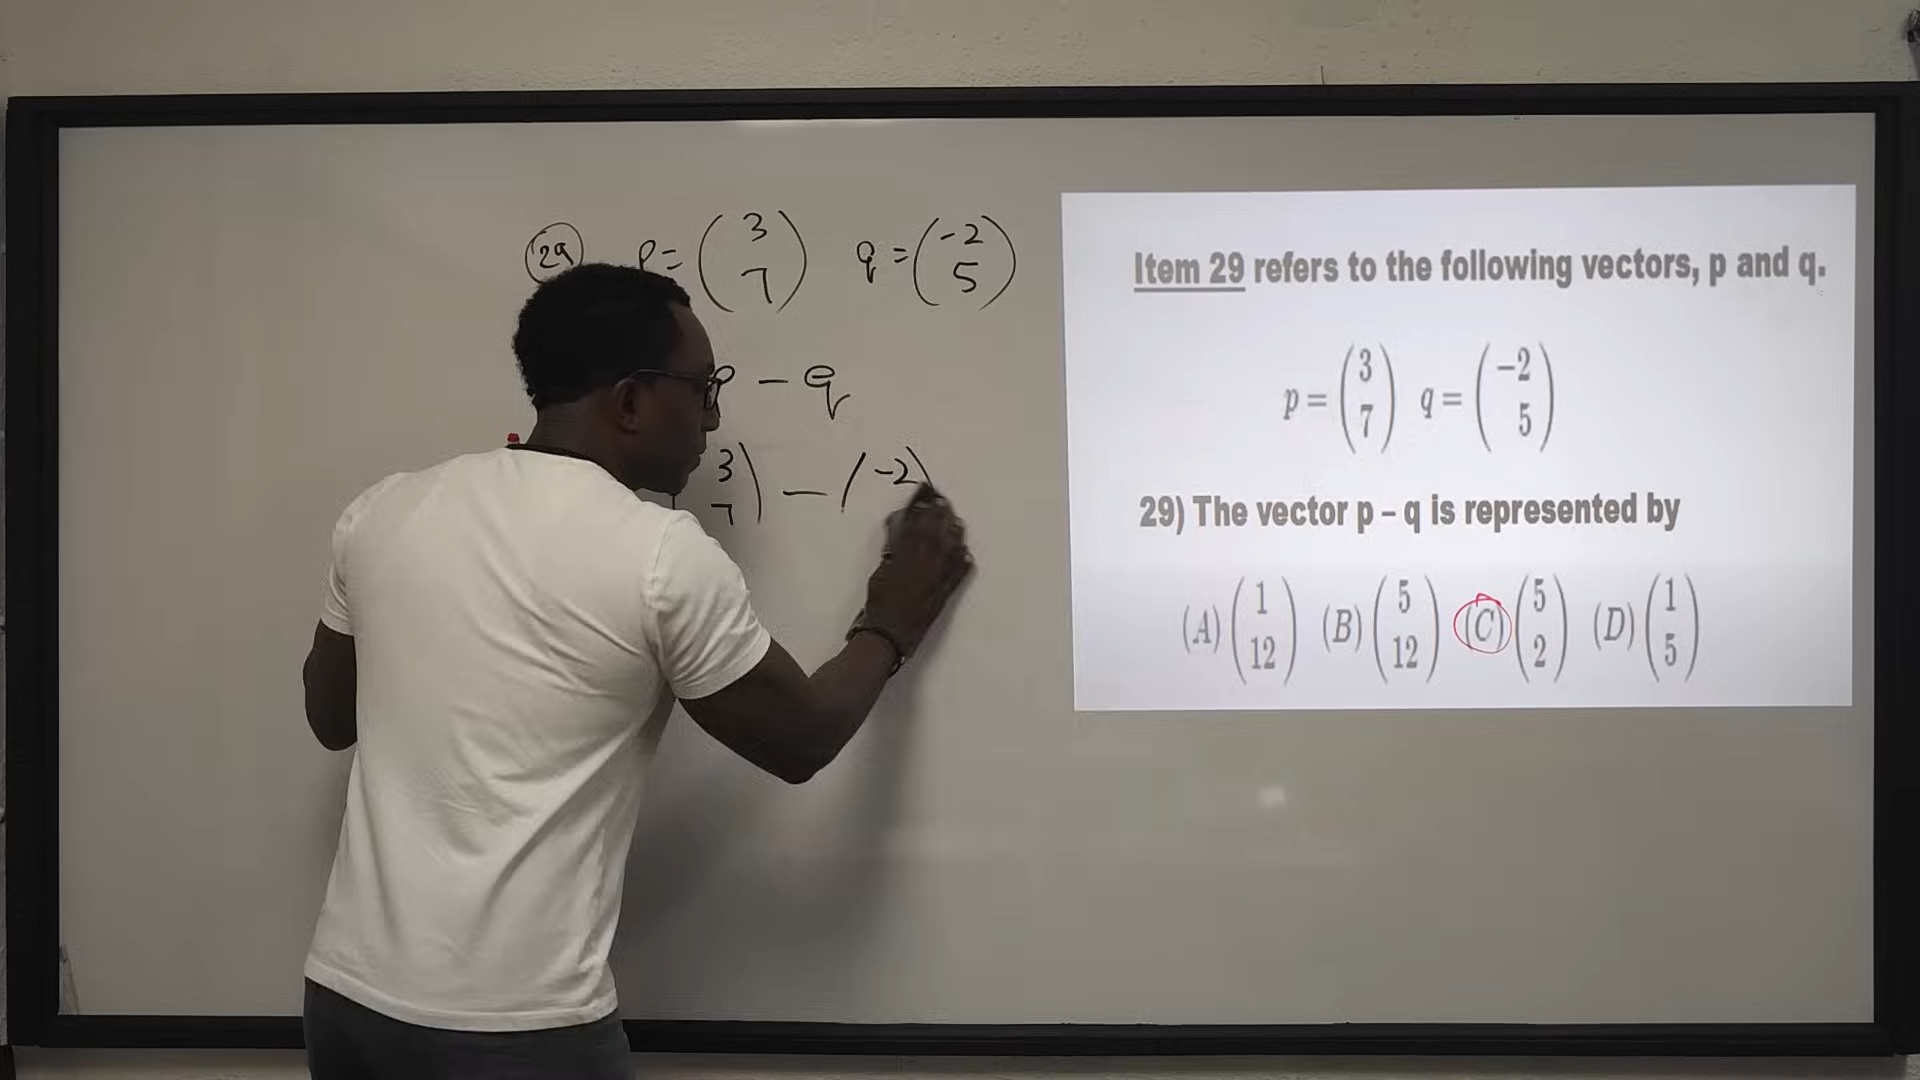 29 p = ( 3 7 ) q = ( -2 5 )
p - q
( 3 7 ) - ( -2
Item 29 refers to the following vectors, p and q.
p = ( 3 7 ) q = ( -2 5 )
29) The vector p – q is represented by
(A) ( 1 12 ) (B) ( 5 12 ) (C) ( 5 2 ) (D) ( 1 5 )